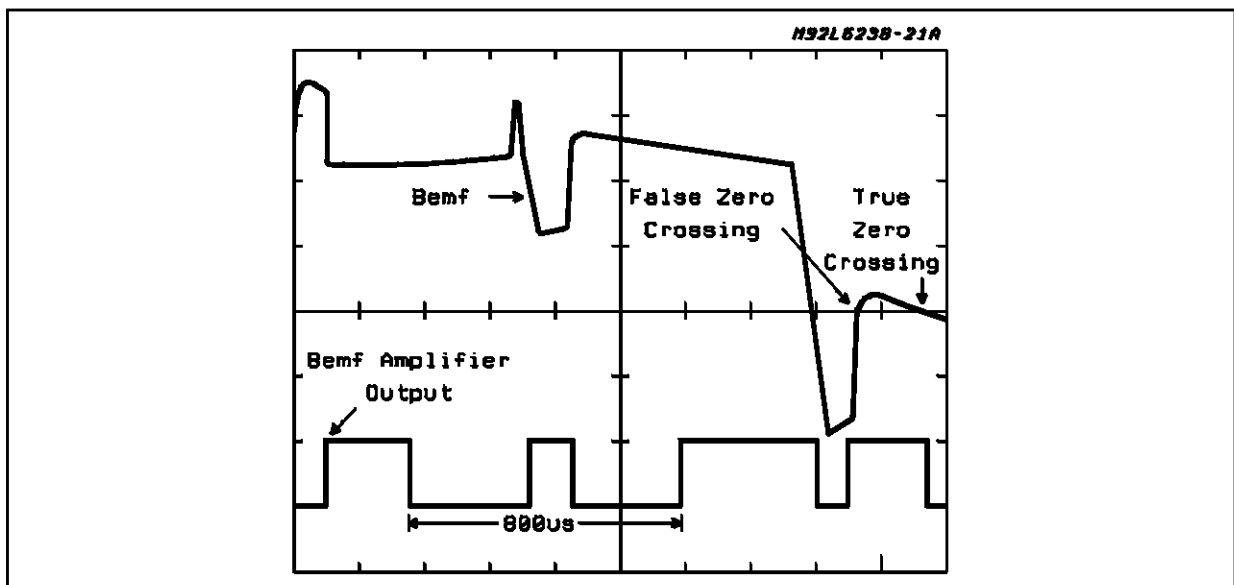 M92L6238-21A
Bemf
False Zero
Crossing
True
Zero
Crossing
Bemf Amplifier
Output
800us